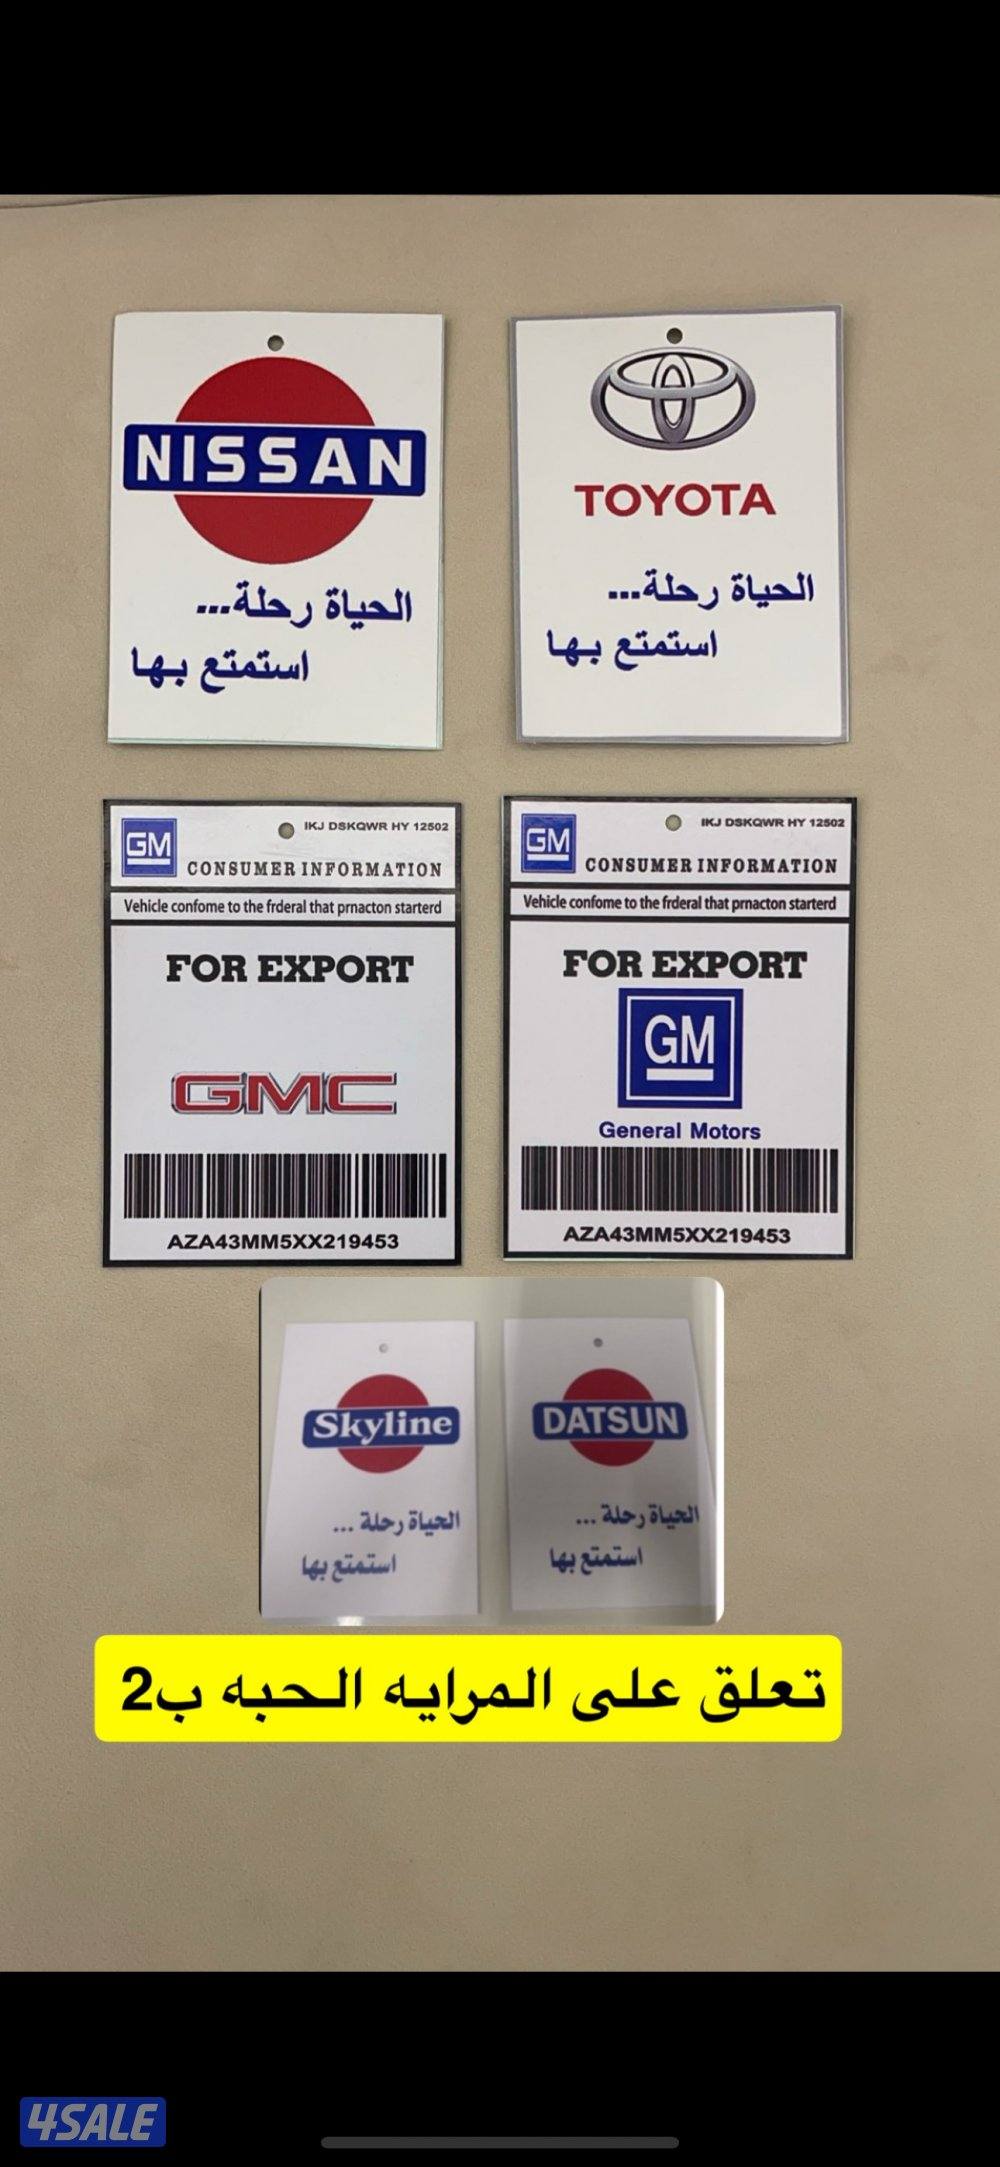 NISSAN
الحياة رحلة...
استمتع بها
TOYOTA
الحياة رحلة...
استمتع بها
GM
IKJ DSKQWR HY 12502
CONSUMER INFORMATION
Vehicle confome to the frderal that prnacton starterd
FOR EXPORT
GMC
AZA43MM5XX219453
GM
IKJ DSKQWR HY 12502
CONSUMER INFORMATION
Vehicle confome to the frderal that prnacton starterd
FOR EXPORT
GM
General Motors
AZA43MM5XX219453
Skyline
الحياة رحلة ...
استمتع بها
DATSUN
الحياة رحلة ...
استمتع بها
تعلق على المرايه الحبه ب2
4SALE